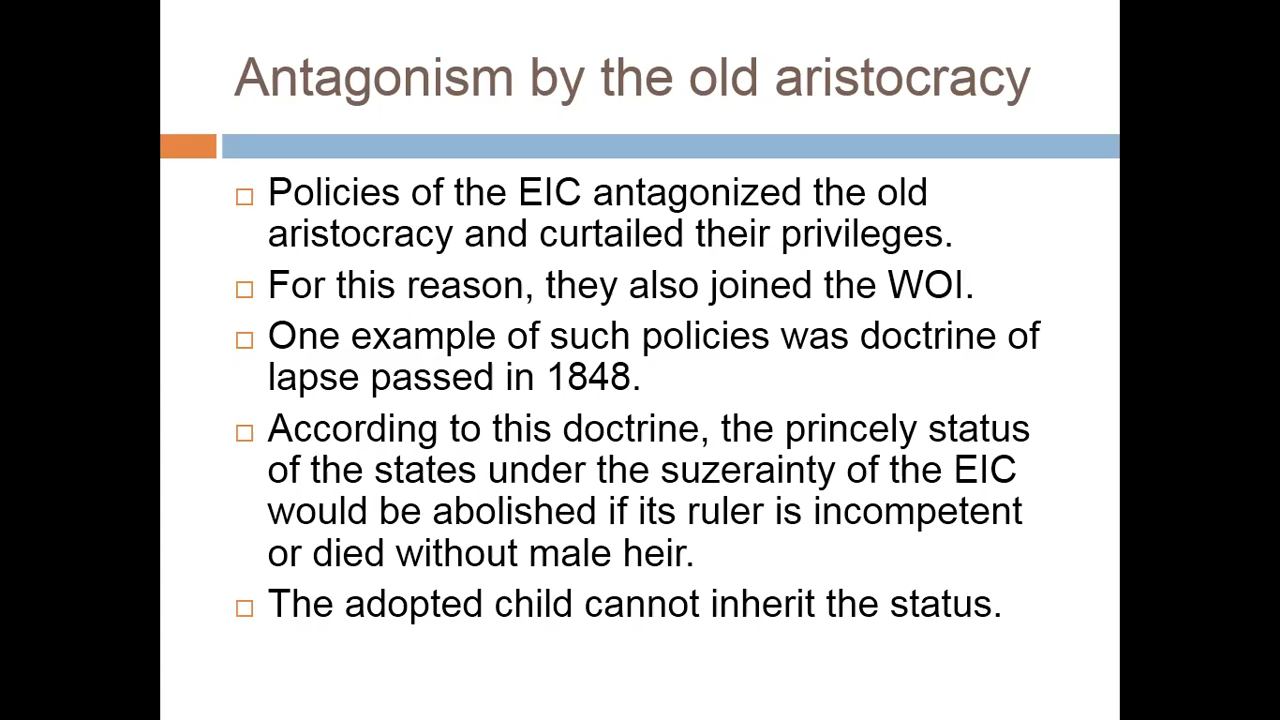 Antagonism by the old aristocracy
Policies of the EIC antagonized the old
aristocracy and curtailed their privileges.
For this reason, they also joined the WOI.
One example of such policies was doctrine of
lapse passed in 1848.
According to this doctrine, the princely status
of the states under the suzerainty of the EIC
would be abolished if its ruler is incompetent
or died without male heir.
The adopted child cannot inherit the status.